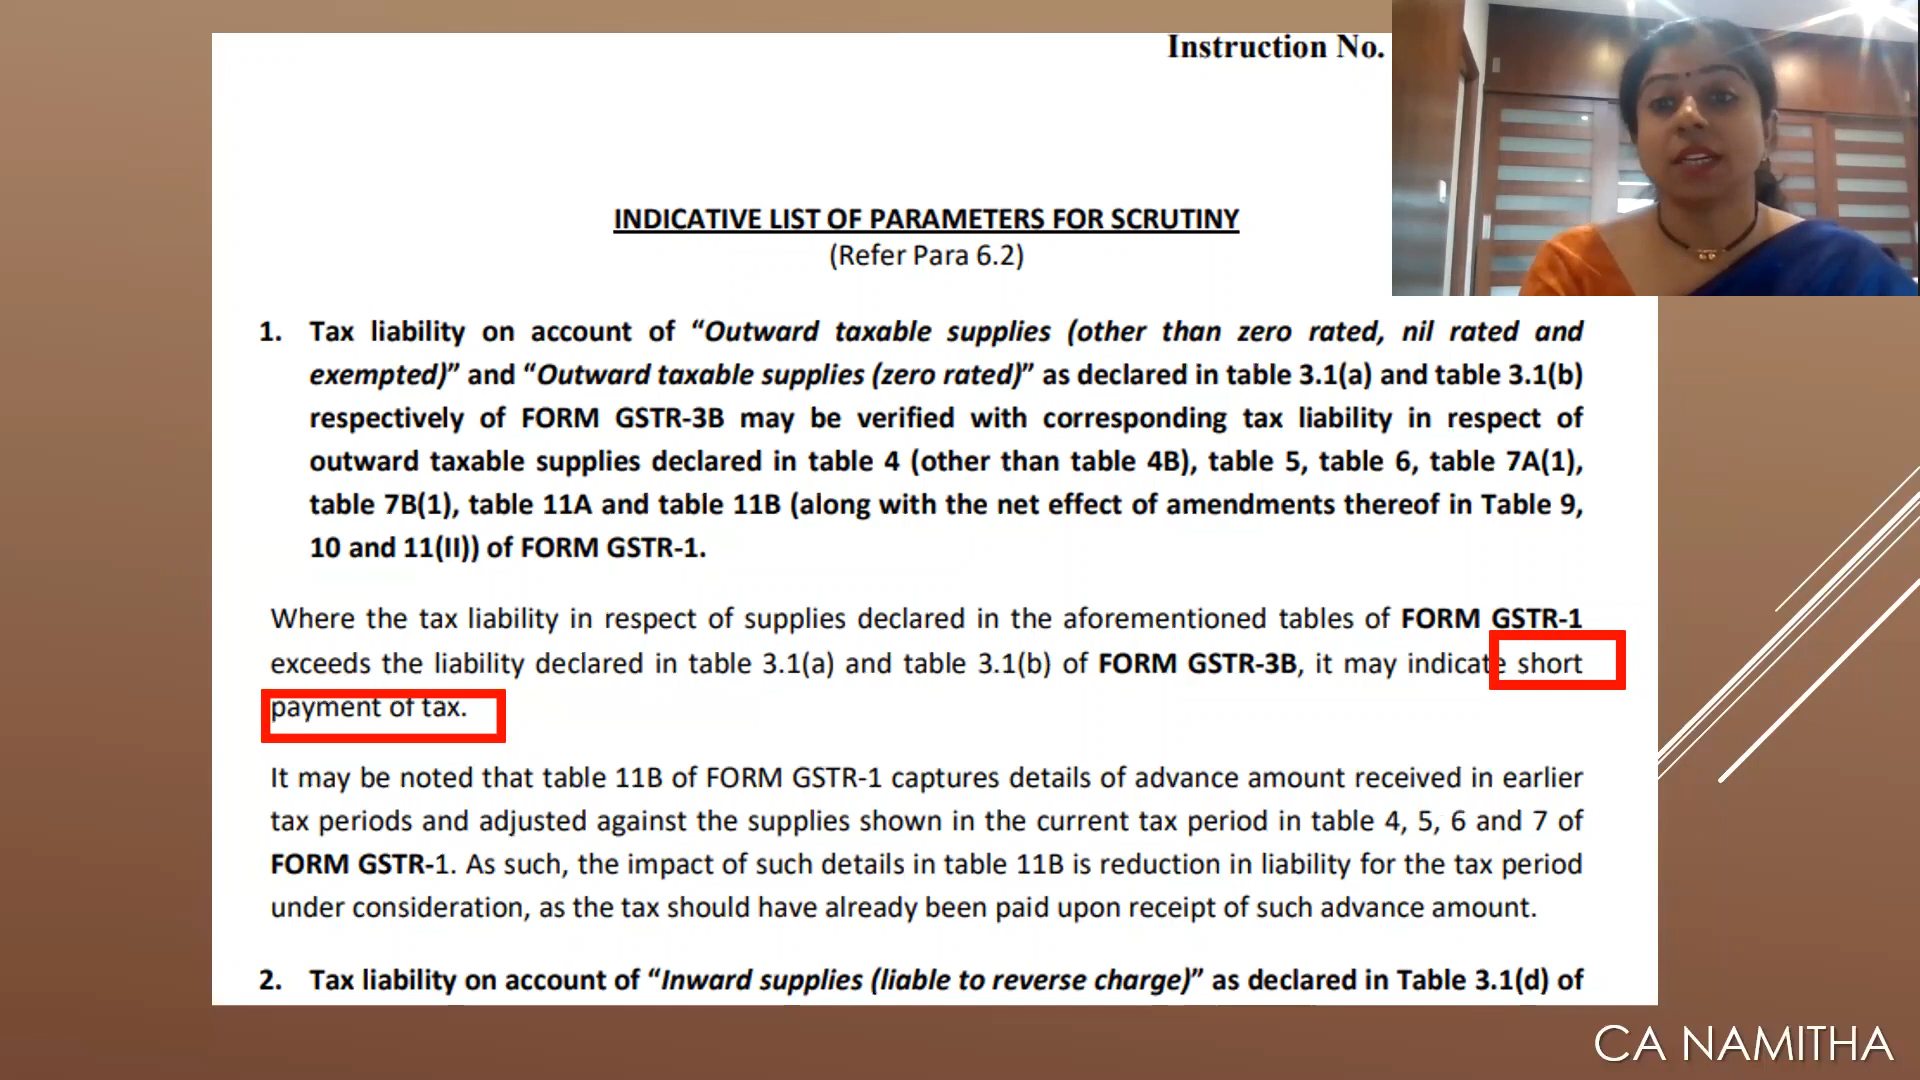 Instruction No.
INDICATIVE LIST OF PARAMETERS FOR SCRUTINY
(Refer Para 6.2)
1. Tax liability on account of “Outward taxable supplies (other than zero rated, nil rated and
exempted)” and “Outward taxable supplies (zero rated)” as declared in table 3.1(a) and table 3.1(b)
respectively of FORM GSTR-3B may be verified with corresponding tax liability in respect of
outward taxable supplies declared in table 4 (other than table 4B), table 5, table 6, table 7A(1),
table 7B(1), table 11A and table 11B (along with the net effect of amendments thereof in Table 9,
10 and 11(II)) of FORM GSTR-1.
Where the tax liability in respect of supplies declared in the aforementioned tables of FORM GSTR-1
exceeds the liability declared in table 3.1(a) and table 3.1(b) of FORM GSTR-3B, it may indicate short
payment of tax.
It may be noted that table 11B of FORM GSTR-1 captures details of advance amount received in earlier
tax periods and adjusted against the supplies shown in the current tax period in table 4, 5, 6 and 7 of
FORM GSTR-1. As such, the impact of such details in table 11B is reduction in liability for the tax period
under consideration, as the tax should have already been paid upon receipt of such advance amount.
2. Tax liability on account of “Inward supplies (liable to reverse charge)” as declared in Table 3.1(d) of
CA NAMITHA